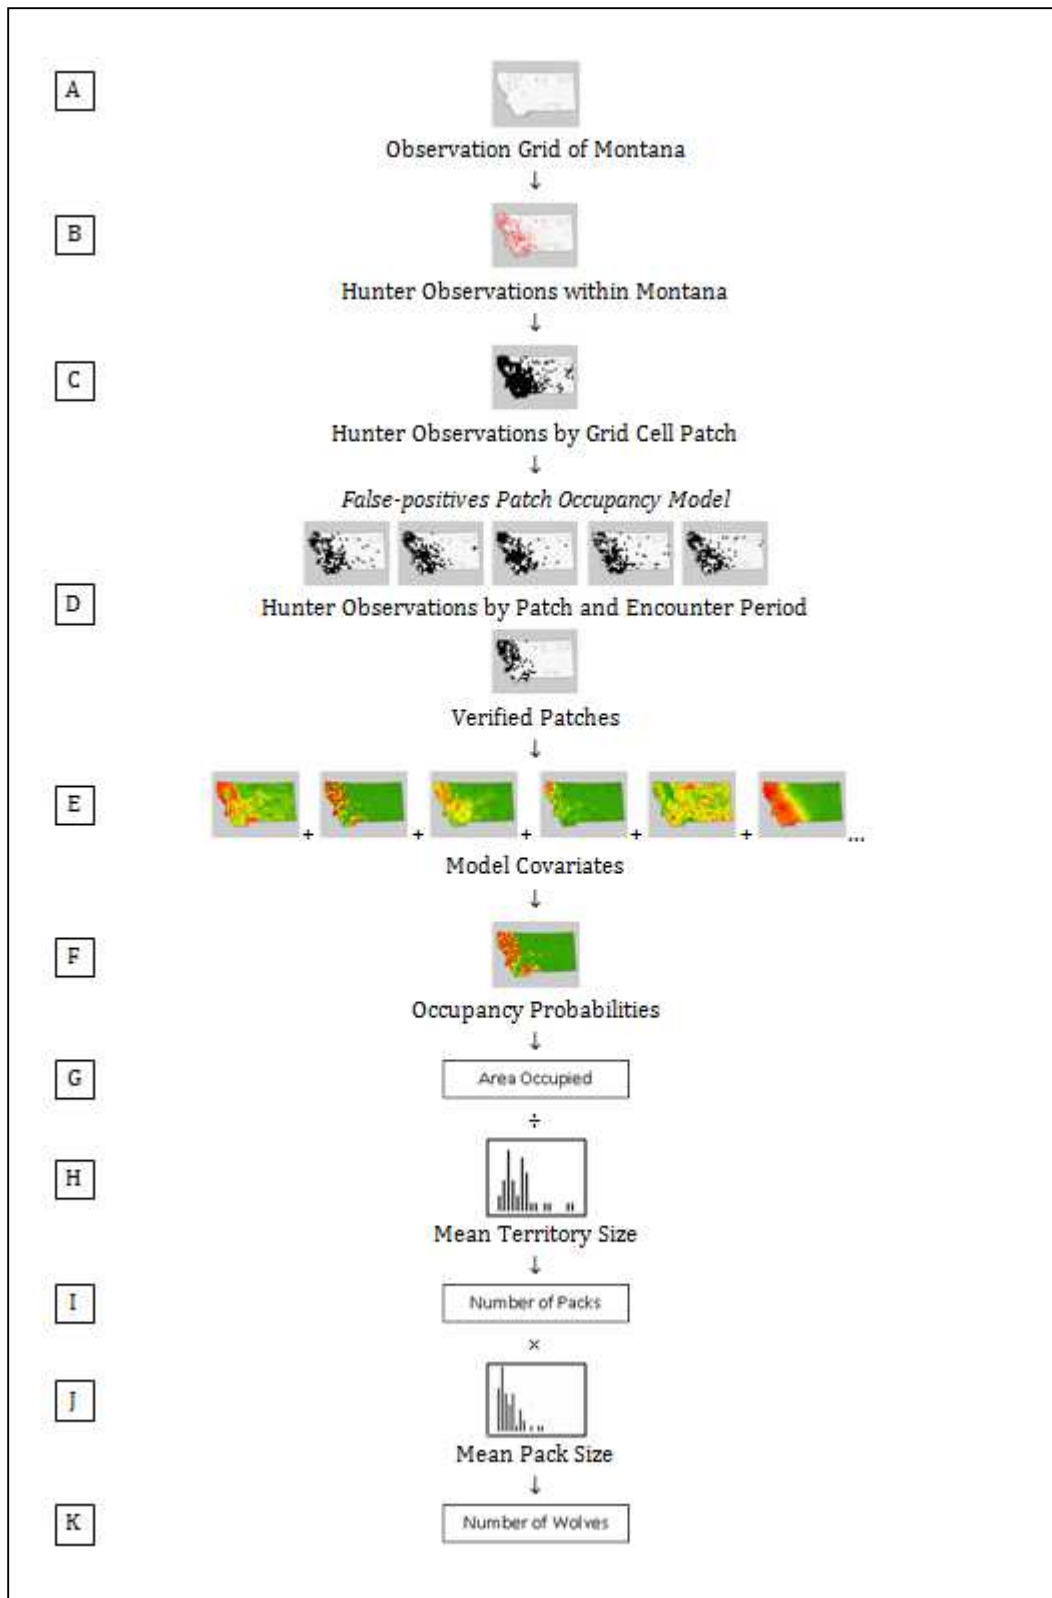 A
Observation Grid of Montana
↓
B
Hunter Observations within Montana
↓
C
Hunter Observations by Grid Cell Patch
↓
False-positives Patch Occupancy Model
D
Hunter Observations by Patch and Encounter Period
Verified Patches
↓
E
+ + + + + ...
Model Covariates
↓
F
Occupancy Probabilities
↓
G
Area Occupied
÷
H
Mean Territory Size
↓
I
Number of Packs
×
J
Mean Pack Size
↓
K
Number of Wolves